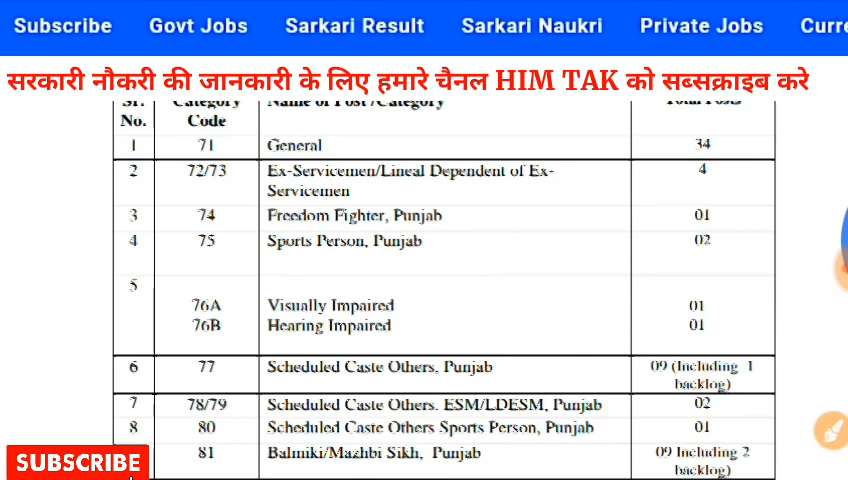 Subscribe Govt Jobs Sarkari Result Sarkari Naukri Private Jobs Curre
सरकारी नौकरी की जानकारी के लिए हमारे चैनल HIM TAK को सब्सक्राइब करे
Sr. Category Name of Post /Category Total Posts
No. Code
1 71 General 34
2 72/73 Ex-Servicemen/Lineal Dependent of Ex- 4
Servicemen
3 74 Freedom Fighter, Punjab 01
4 75 Sports Person, Punjab 02
5
76A Visually Impaired 01
76B Hearing Impaired 01
6 77 Scheduled Caste Others, Punjab 09 (Including 1
backlog)
7 78/79 Scheduled Caste Others. ESM/LDESM, Punjab 02
8 80 Scheduled Caste Others Sports Person, Punjab 01
81 Balmiki/Mazhbi Sikh, Punjab 09 Including 2
backlog)
SUBSCRIBE